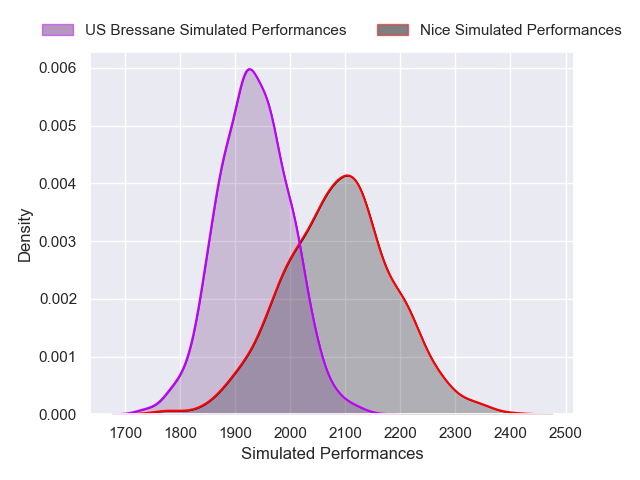 US Bressane Simulated Performances Nice Simulated Performances
0.006
0.005
0.004
0.003
0.002
0.001
0.000
Density
1700 1800 1900 2000 2100 2200 2300 2400 2500
Simulated Performances